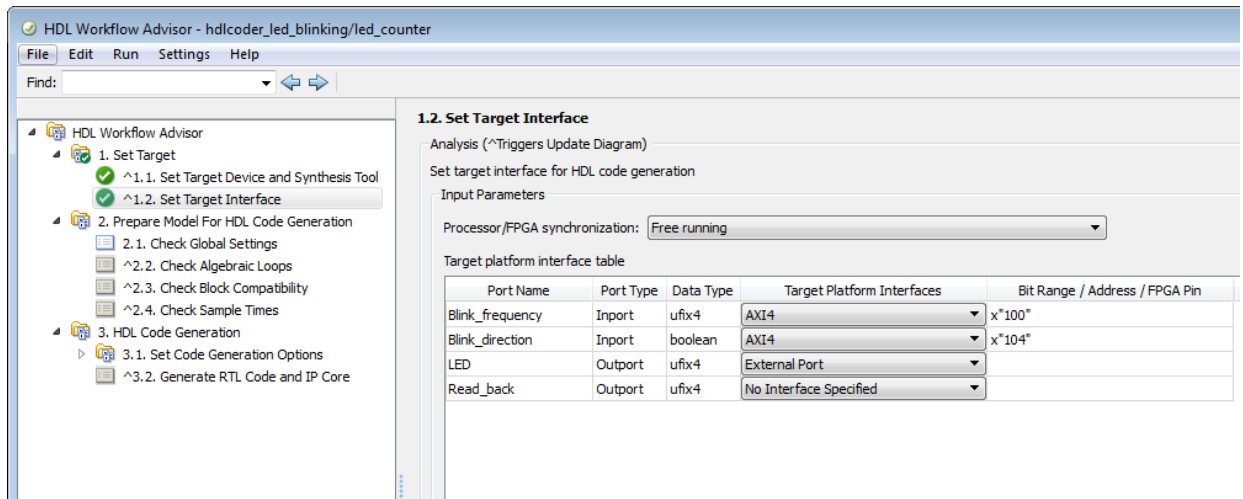 HDL Workflow Advisor - hdlcoder_led_blinking/led_counter
File Edit Run Settings Help
Find:
HDL Workflow Advisor
1. Set Target
^1.1. Set Target Device and Synthesis Tool
^1.2. Set Target Interface
2. Prepare Model For HDL Code Generation
2.1. Check Global Settings
^2.2. Check Algebraic Loops
^2.3. Check Block Compatibility
^2.4. Check Sample Times
3. HDL Code Generation
3.1. Set Code Generation Options
^3.2. Generate RTL Code and IP Core
1.2. Set Target Interface
Analysis (^Triggers Update Diagram)
Set target interface for HDL code generation
Input Parameters
Processor/FPGA synchronization: Free running
Target platform interface table
Port Name Port Type Data Type Target Platform Interfaces Bit Range / Address / FPGA Pin
Blink_frequency Inport ufix4 AXI4 x"100"
Blink_direction Inport boolean AXI4 x"104"
LED Outport ufix4 External Port
Read_back Outport ufix4 No Interface Specified